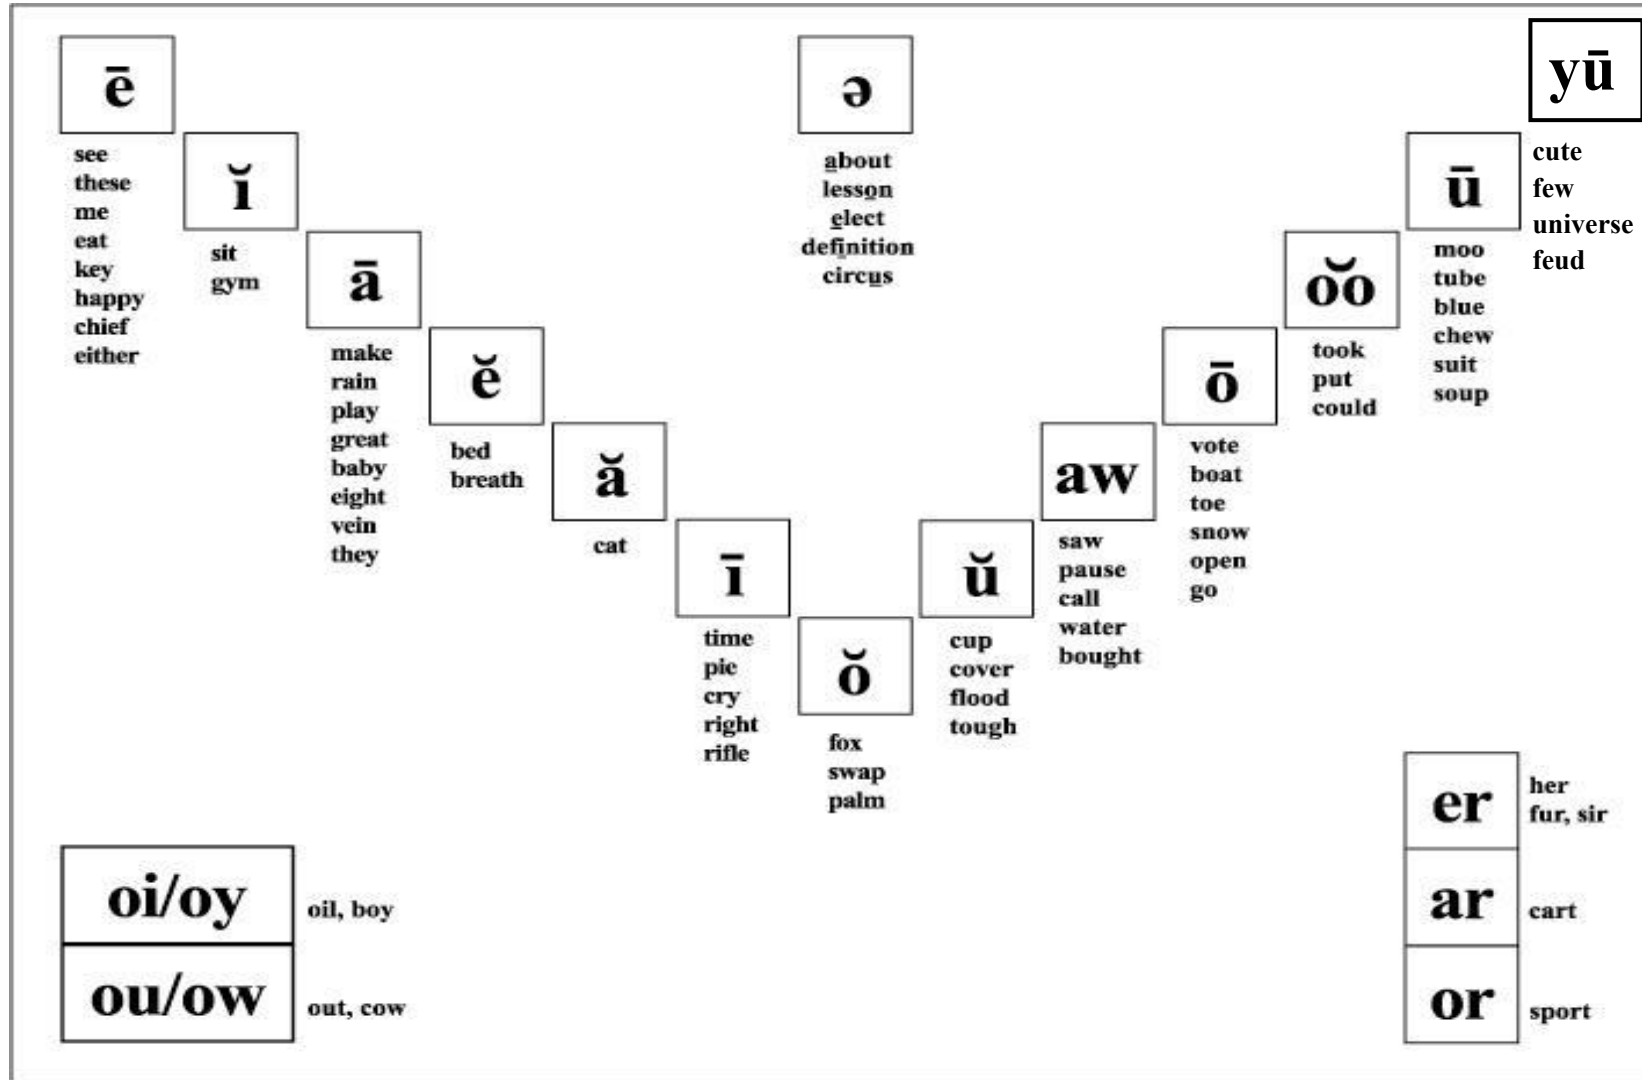 ē
see
these
me
eat
key
happy
chief
either
ĭ
sit
gym
ā
make
rain
play
great
baby
eight
vein
they
ĕ
bed
breath
ă
cat
ī
time
pie
cry
right
rifle
ə
about
lesson
elect
definition
circus
ŏ
fox
swap
palm
ŭ
cup
cover
flood
tough
aw
saw
pause
call
water
bought
ō
vote
boat
toe
snow
open
go
o͝o
took
put
could
ū
moo
tube
blue
chew
suit
soup
yū
cute
few
universe
feud
oi/oy
oil, boy
ou/ow
out, cow
er
her
fur, sir
ar
cart
or
sport